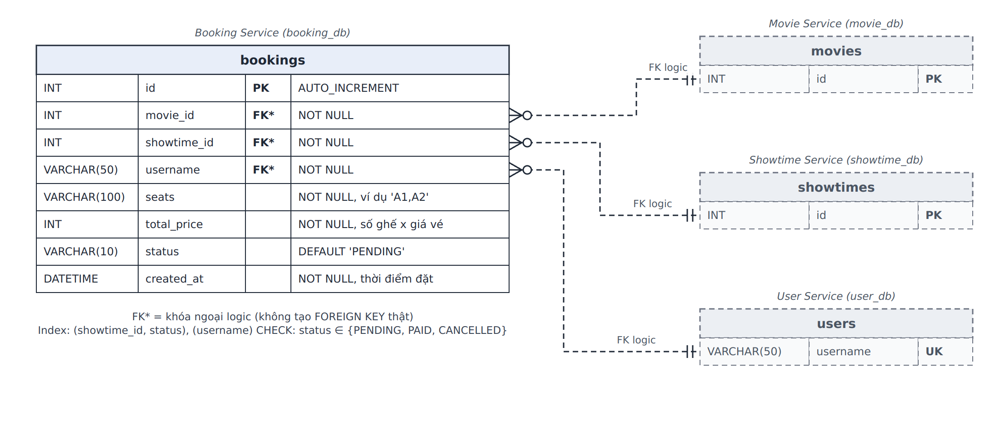 Booking Service (booking_db)
bookings
INT id PK AUTO_INCREMENT
INT movie_id FK* NOT NULL
INT showtime_id FK* NOT NULL
VARCHAR(50) username FK* NOT NULL
VARCHAR(100) seats NOT NULL, ví dụ 'A1,A2'
INT total_price NOT NULL, số ghế x giá vé
VARCHAR(10) status DEFAULT 'PENDING'
DATETIME created_at NOT NULL, thời điểm đặt
FK* = khóa ngoại logic (không tạo FOREIGN KEY thật)
Index: (showtime_id, status), (username) CHECK: status ∈ {PENDING, PAID, CANCELLED}
Movie Service (movie_db)
movies
FK logic
INT id PK
Showtime Service (showtime_db)
showtimes
FK logic
INT id PK
User Service (user_db)
users
FK logic
VARCHAR(50) username UK